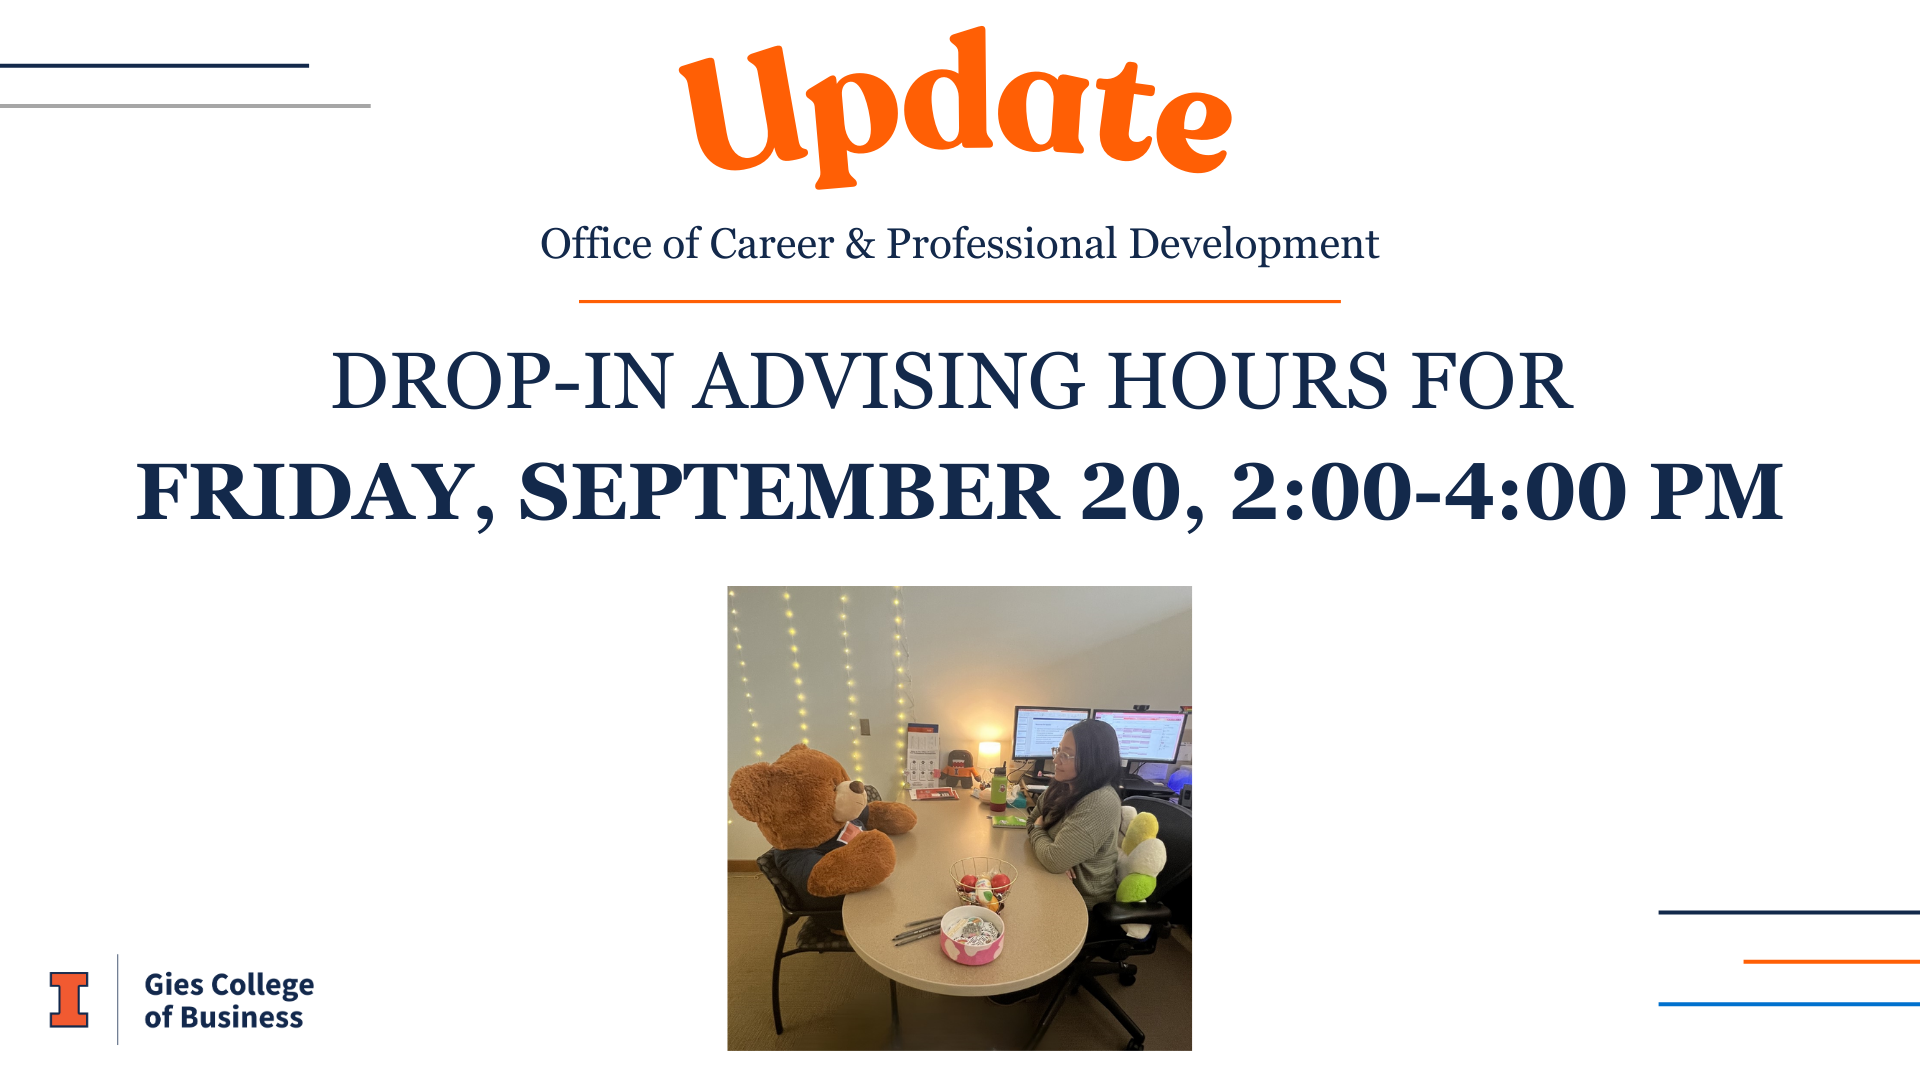 Update
Office of Career & Professional Development
DROP-IN ADVISING HOURS FOR
FRIDAY, SEPTEMBER 20, 2:00-4:00 PM
I
Gies College
of Business